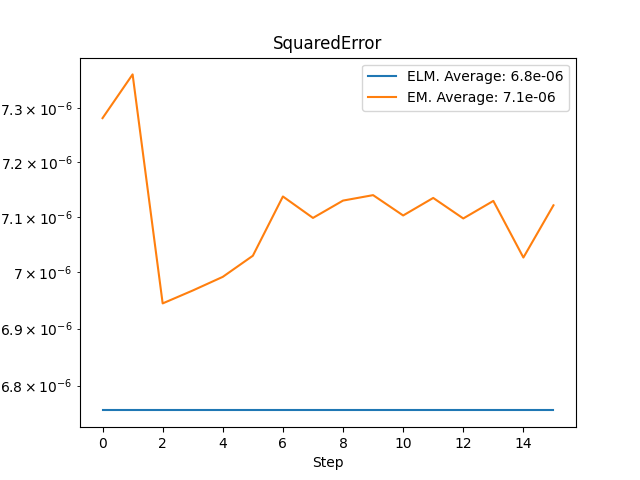 SquaredError
ELM. Average: 6.8e-06
EM. Average: 7.1e-06
7.3 × 10⁻⁶
7.2 × 10⁻⁶
7.1 × 10⁻⁶
7 × 10⁻⁶
6.9 × 10⁻⁶
6.8 × 10⁻⁶
0 2 4 6 8 10 12 14
Step